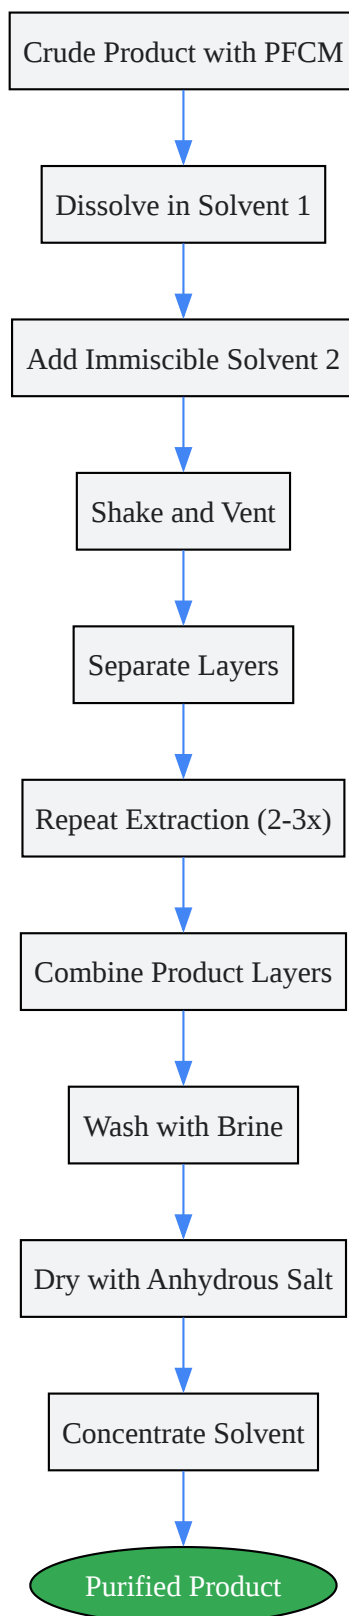 Crude Product with PFCM
Dissolve in Solvent 1
Add Immiscible Solvent 2
Shake and Vent
Separate Layers
Repeat Extraction (2-3x)
Combine Product Layers
Wash with Brine
Dry with Anhydrous Salt
Concentrate Solvent
Purified Product